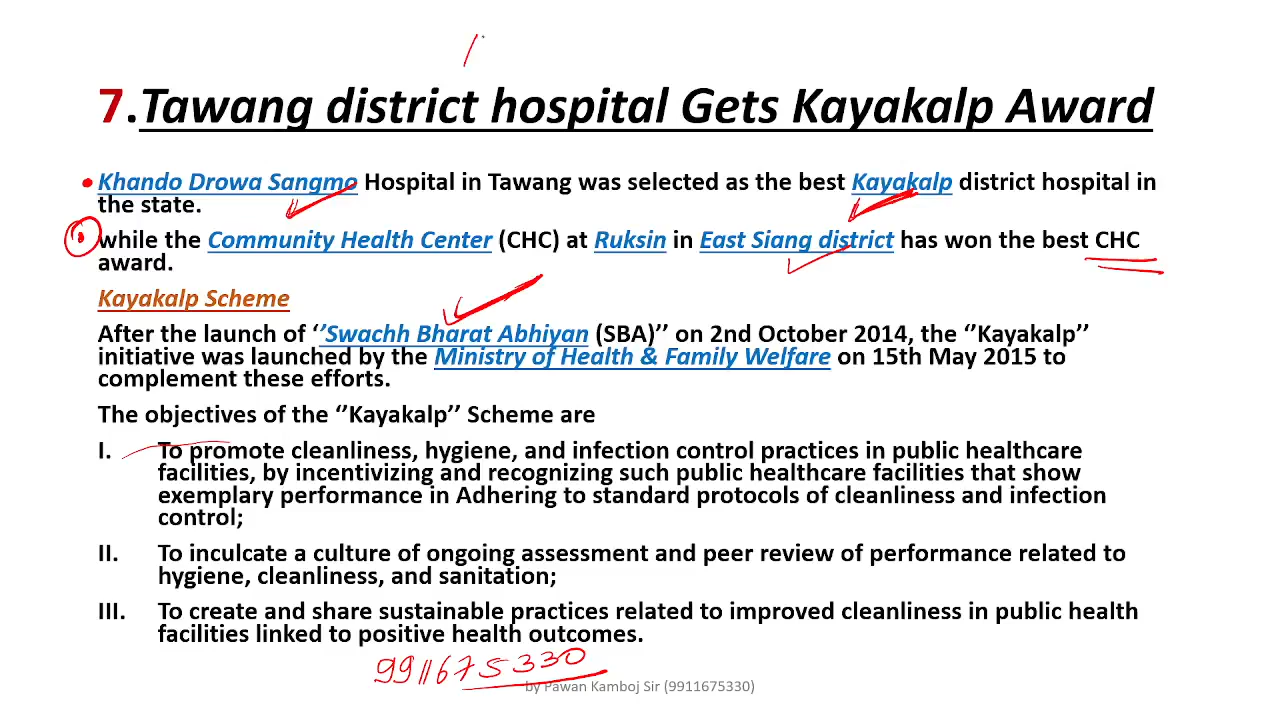 7.Tawang district hospital Gets Kayakalp Award
• Khando Drowa Sangmo Hospital in Tawang was selected as the best Kayakalp district hospital in
the state.
• while the Community Health Center (CHC) at Ruksin in East Siang district has won the best CHC
award.
Kayakalp Scheme
After the launch of ‘’Swachh Bharat Abhiyan (SBA)’’ on 2nd October 2014, the ‘’Kayakalp’’
initiative was launched by the Ministry of Health & Family Welfare on 15th May 2015 to
complement these efforts.
The objectives of the ‘’Kayakalp’’ Scheme are
I. To promote cleanliness, hygiene, and infection control practices in public healthcare
facilities, by incentivizing and recognizing such public healthcare facilities that show
exemplary performance in Adhering to standard protocols of cleanliness and infection
control;
II. To inculcate a culture of ongoing assessment and peer review of performance related to
hygiene, cleanliness, and sanitation;
III. To create and share sustainable practices related to improved cleanliness in public health
facilities linked to positive health outcomes.
9911675330
by Pawan Kamboj Sir (9911675330)